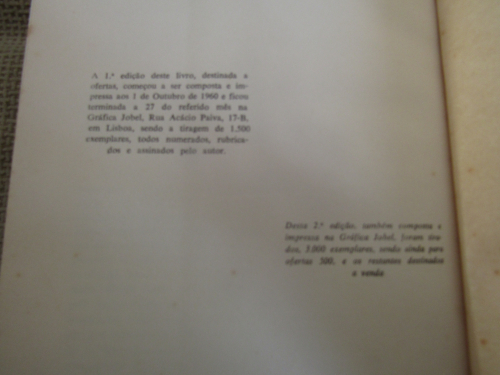 A 1.ª edição deste livro, destinada a
ofertas, começou a ser composta e im-
pressa aos 1 de Outubro de 1960 e ficou
terminada a 27 do referido mês na
Gráfica Jobel, Rua Acácio Paiva, 17-B,
em Lisboa, sendo a tiragem de 1.500
exemplares, todos numerados, rubrica-
dos e assinados pelo autor.
Desta 2.ª edição, também composta e
impressa na Gráfica Jobel, foram tira-
dos, 3.000 exemplares, sendo ainda para
ofertas 500, e os restantes destinados
a venda